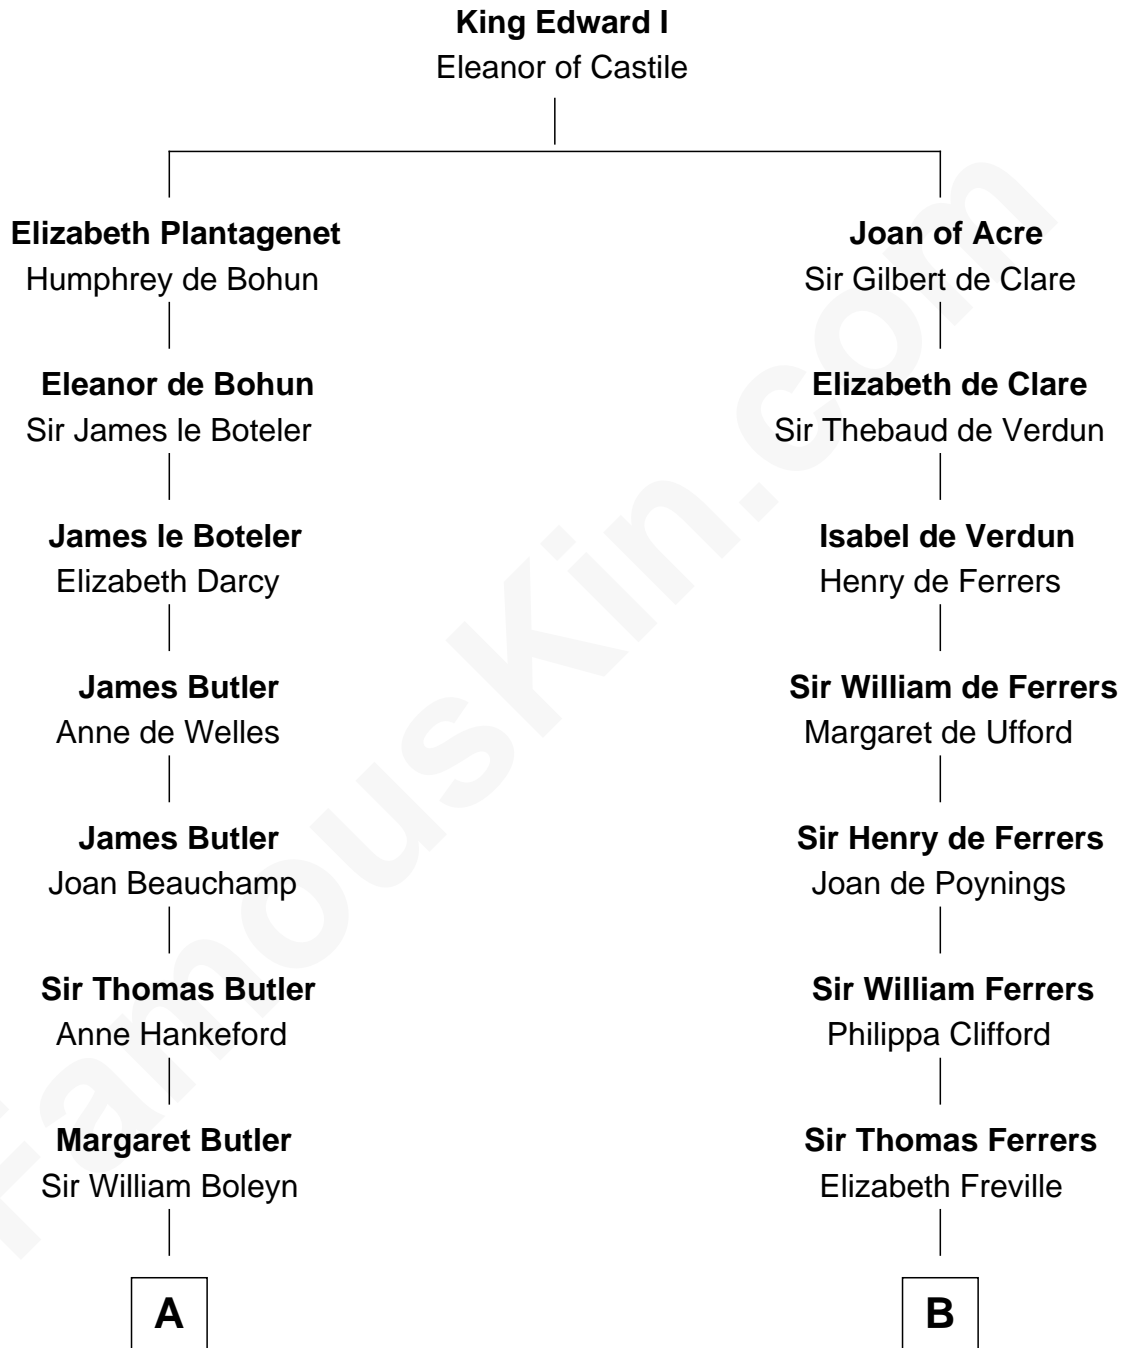 King Edward I
Eleanor of Castile
Elizabeth Plantagenet
Humphrey de Bohun
Eleanor de Bohun
Sir James le Boteler
James le Boteler
Elizabeth Darcy
James Butler
Anne de Welles
James Butler
Joan Beauchamp
Sir Thomas Butler
Anne Hankeford
Margaret Butler
Sir William Boleyn
A
Joan of Acre
Sir Gilbert de Clare
Elizabeth de Clare
Sir Thebaud de Verdun
Isabel de Verdun
Henry de Ferrers
Sir William de Ferrers
Margaret de Ufford
Sir Henry de Ferrers
Joan de Poynings
Sir William Ferrers
Philippa Clifford
Sir Thomas Ferrers
Elizabeth Freville
B
FamousKin.com